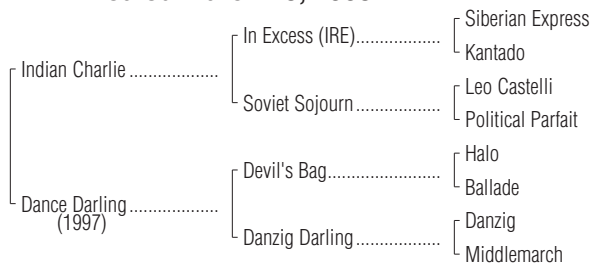 Siberian Express
In Excess (IRE)
Kantado
Indian Charlie
Leo Castelli
Soviet Sojourn
Political Parfait
Halo
Devil's Bag
Ballade
Dance Darling
(1997)
Danzig
Danzig Darling
Middlemarch